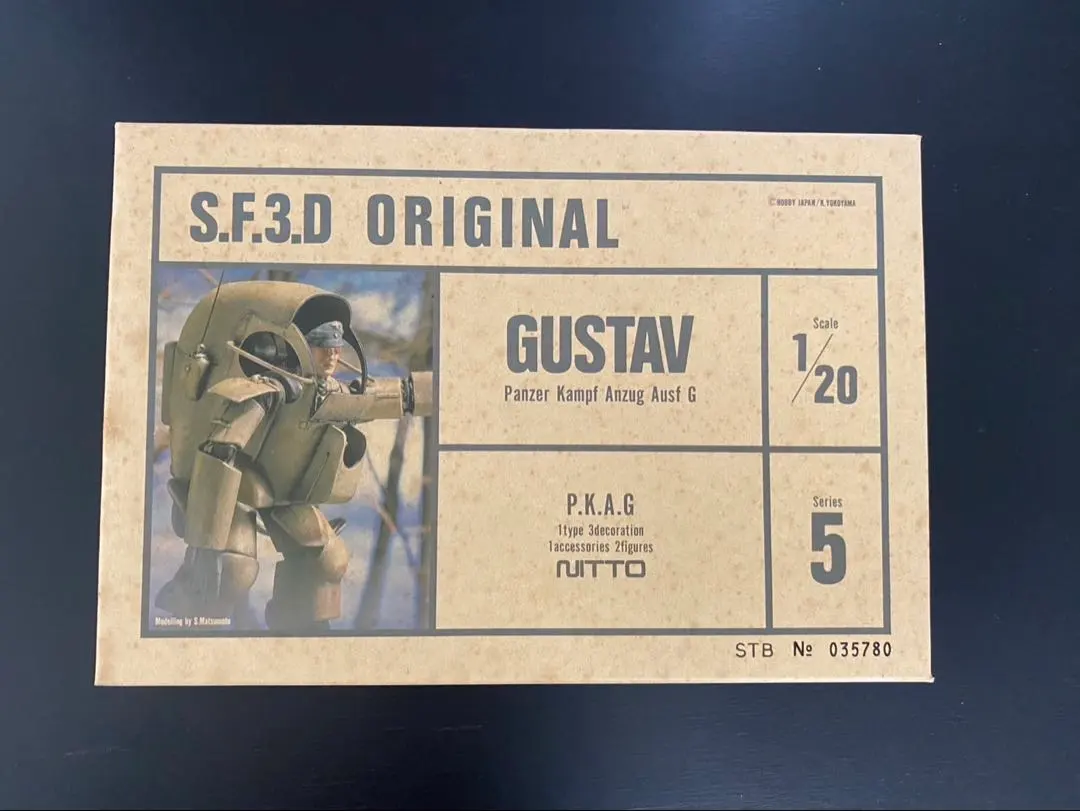 S.F.3.D ORIGINAL
© HOBBY JAPAN/K.YOKOYAMA
GUSTAV
Panzer Kampf Anzug Ausf G
Scale
1/20
P.K.A.G
1type 3decoration
1accessories 2figures
NITTO
Series
5
Modelling by S.Matsumoto
STB № 035780